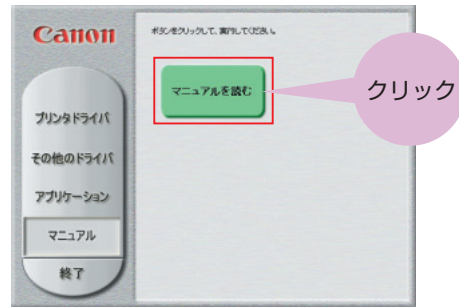 Canon
ボタンをクリックして、実行してください。
マニュアルを読む
クリック
プリンタドライバ
その他のドライバ
アプリケーション
マニュアル
終了